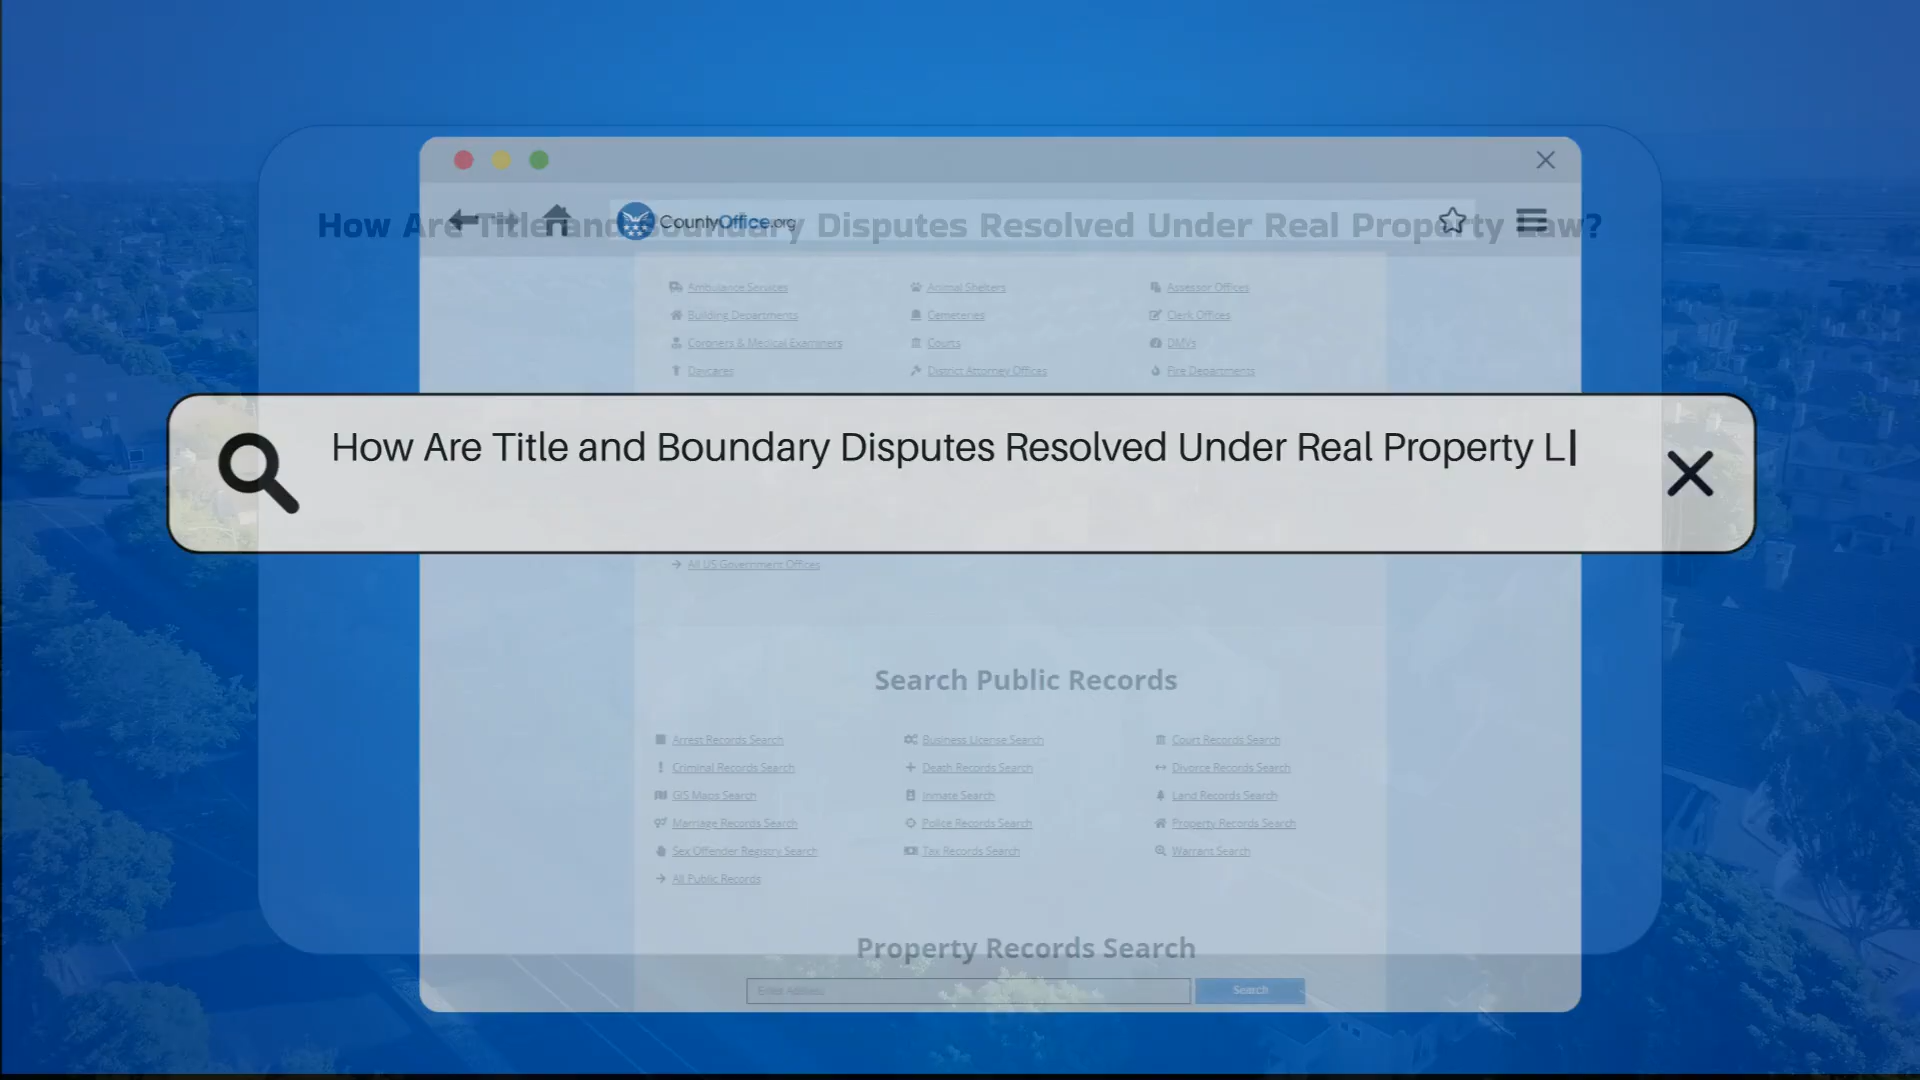 How Are Title and Boundary Disputes Resolved Under Real Property Law?
CountyOffice.org
Ambulance Services
Animal Shelters
Assessor Offices
Building Departments
Cemeteries
Clerk Offices
Coroners & Medical Examiners
Courts
DMVs
Daycares
District Attorney Offices
Fire Departments
How Are Title and Boundary Disputes Resolved Under Real Property L
All US Government Offices
Search Public Records
Arrest Records Search
Business License Search
Court Records Search
Criminal Records Search
Death Records Search
Divorce Records Search
GIS Maps Search
Inmate Search
Land Records Search
Marriage Records Search
Police Records Search
Property Records Search
Sex Offender Registry Search
Tax Records Search
Warrant Search
All Public Records
Property Records Search
Enter Address
Search